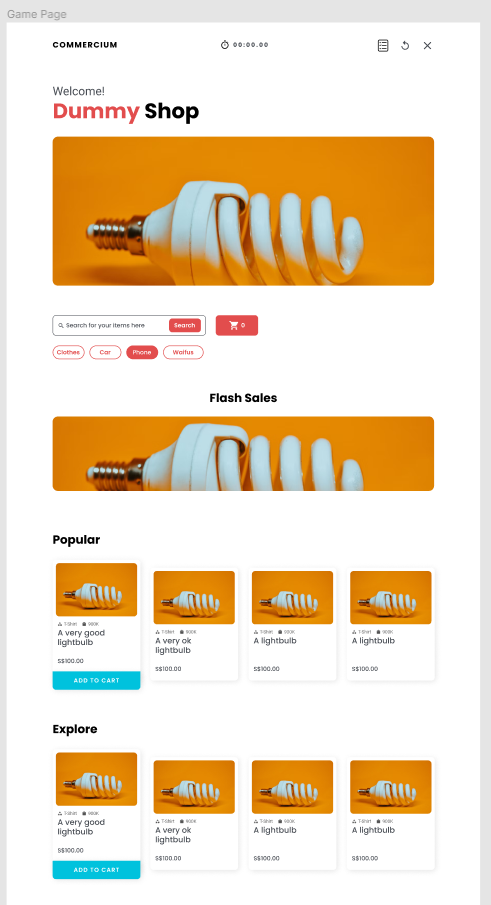 Game Page
COMMERCIUM
00:00.00
Welcome!
Dummy Shop
Search for your items here
Search
0
Clothes
Car
Phone
Waifus
Flash Sales
Popular
T-Shirt 900K
A very good
lightbulb
S$100.00
ADD TO CART
T-Shirt 900K
A very ok
lightbulb
S$100.00
T-Shirt 900K
A lightbulb
S$100.00
T-Shirt 900K
A lightbulb
S$100.00
Explore
T-Shirt 900K
A very good
lightbulb
S$100.00
ADD TO CART
T-Shirt 900K
A very ok
lightbulb
S$100.00
T-Shirt 900K
A lightbulb
S$100.00
T-Shirt 900K
A lightbulb
S$100.00